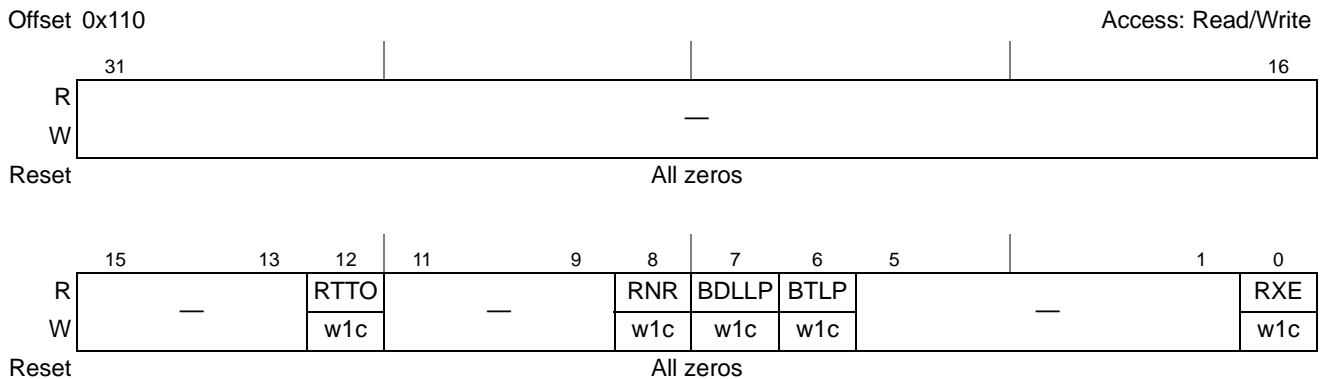 Offset 0x110 Access: Read/Write
31 16
R
—
W
Reset All zeros
15 13 12 11 9 8 7 6 5 1 0
R — RTTO — RNR BDLLP BTLP — RXE
W w1c w1c w1c w1c w1c
Reset All zeros